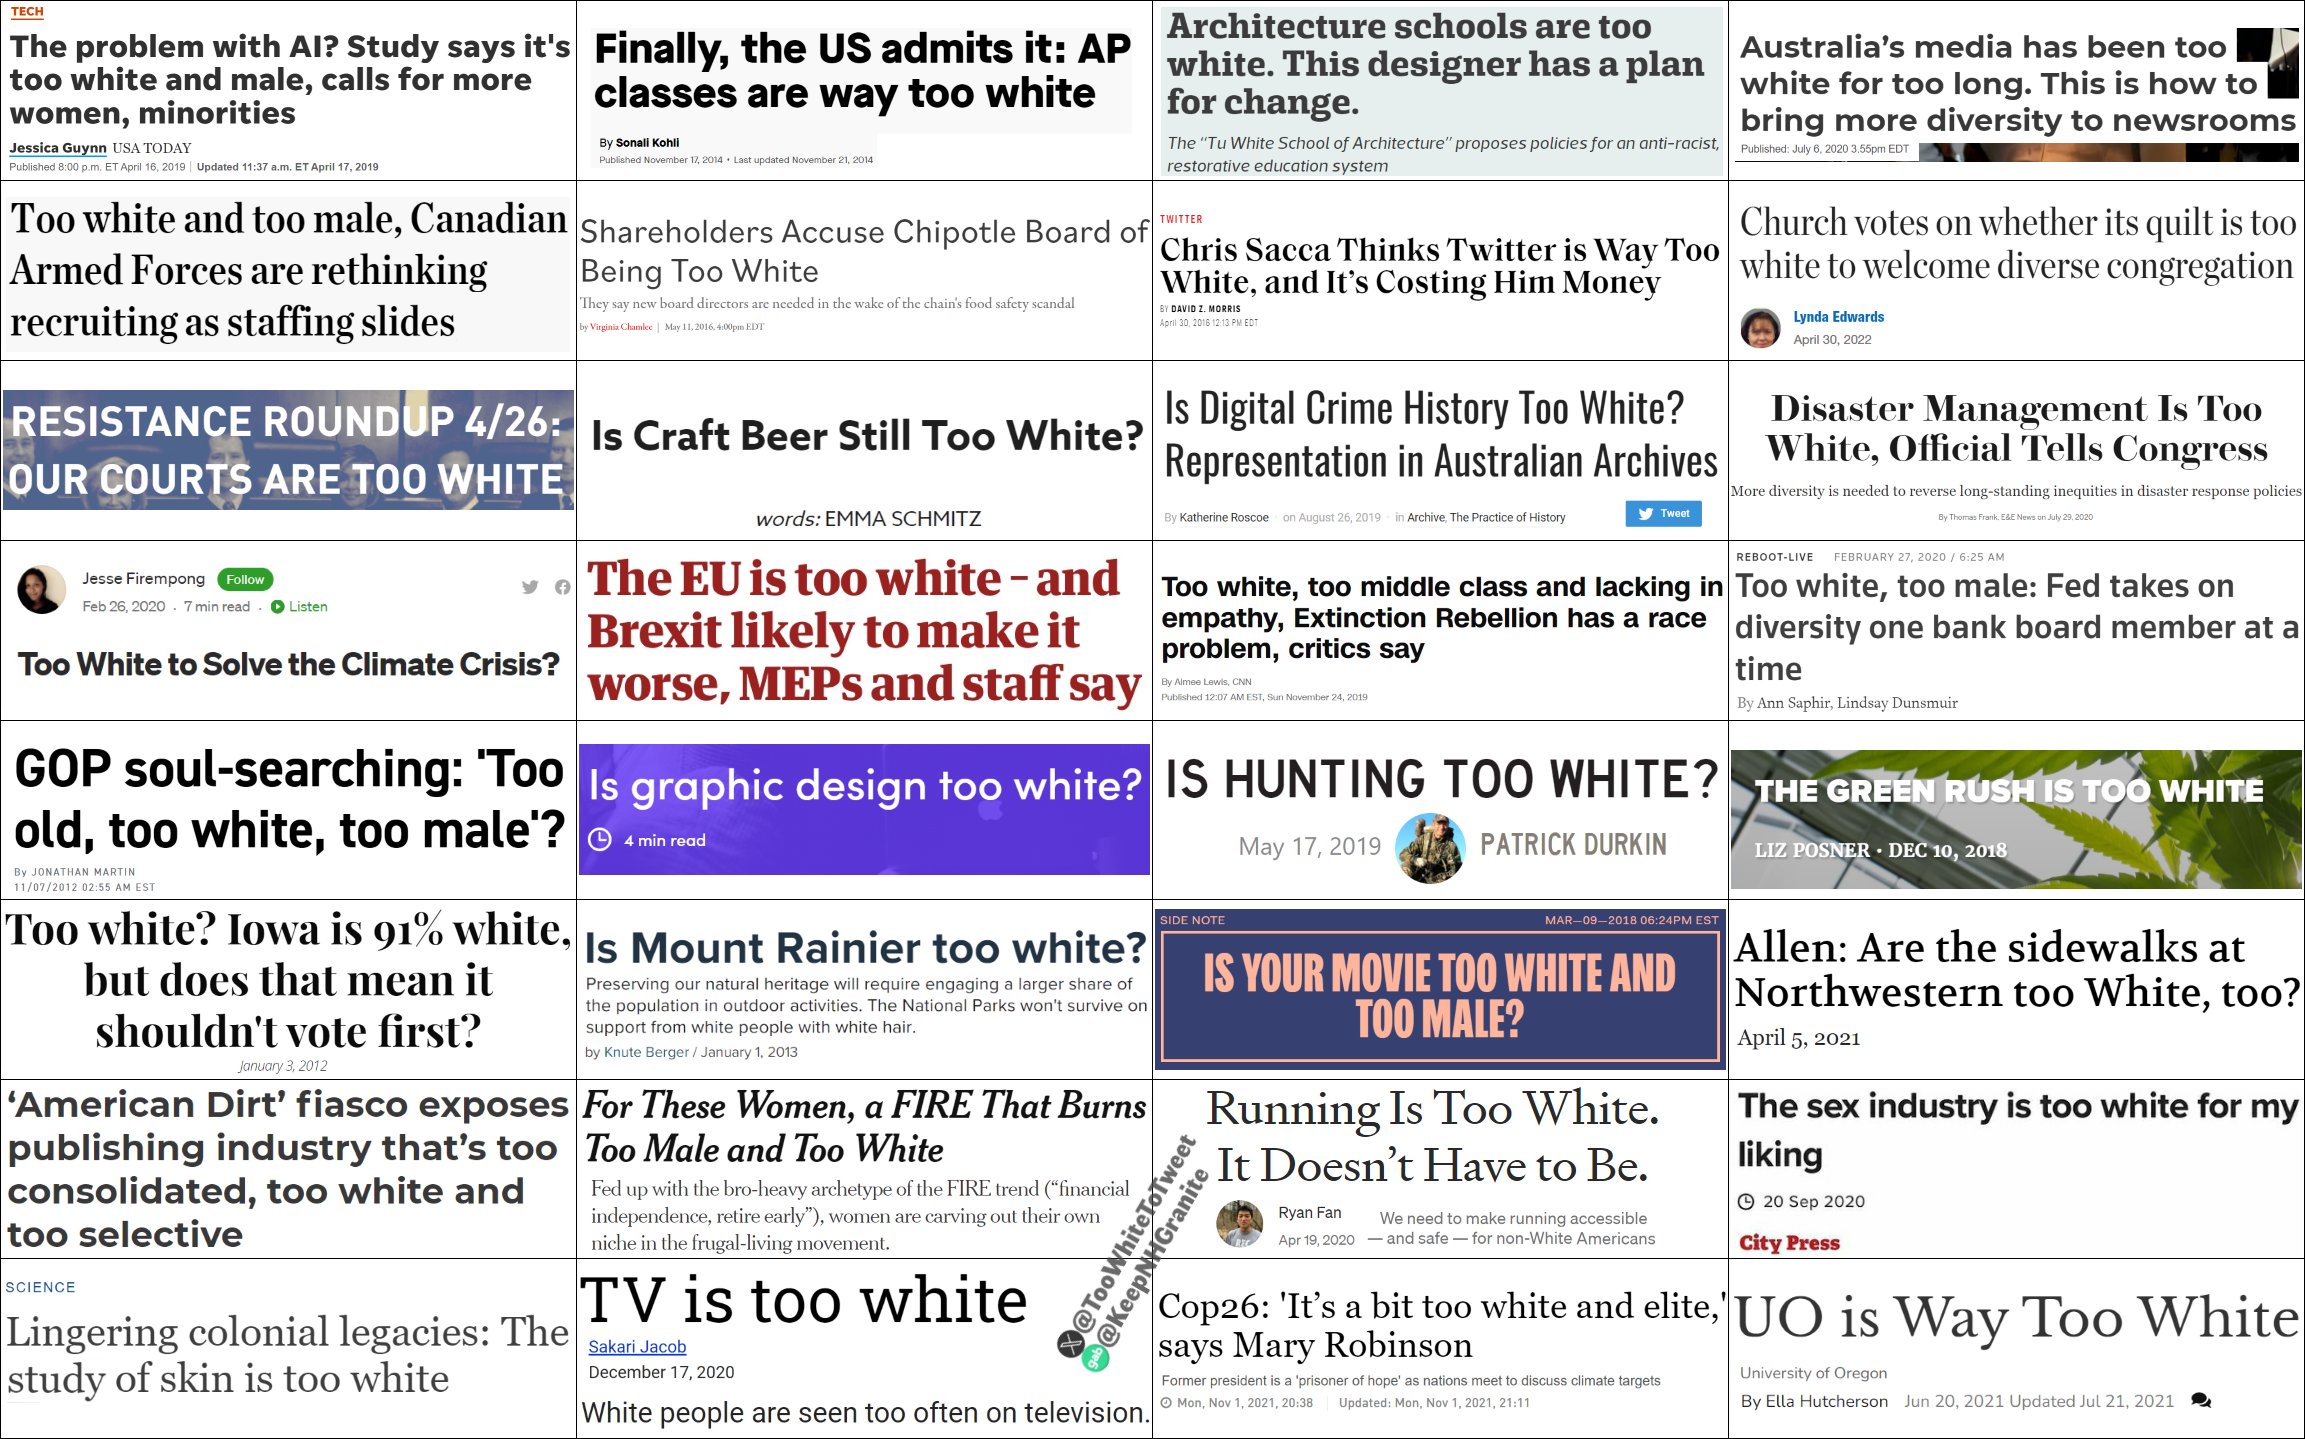 TECH
The problem with AI? Study says it's
too white and male, calls for more
women, minorities
Jessica Guynn USA TODAY
Published 8:00 p.m. ET April 16, 2019 | Updated 11:37 a.m. ET April 17, 2019
Finally, the US admits it: AP
classes are way too white
By Sonali Kohli
Published November 17, 2014 • Last updated November 21, 2014
Architecture schools are too
white. This designer has a plan
for change.
The “Tu White School of Architecture” proposes policies for an anti-racist,
restorative education system
Australia’s media has been too
white for too long. This is how to
bring more diversity to newsrooms
Published: July 6, 2020 3.55pm EDT
Too white and too male, Canadian
Armed Forces are rethinking
recruiting as staffing slides
Shareholders Accuse Chipotle Board of
Being Too White
They say new board directors are needed in the wake of the chain's food safety scandal
by Virginia Chamlee | May 11, 2016, 4:00pm EDT
TWITTER
Chris Sacca Thinks Twitter is Way Too
White, and It’s Costing Him Money
BY DAVID Z. MORRIS
April 30, 2016 12:13 PM EDT
Church votes on whether its quilt is too
white to welcome diverse congregation
Lynda Edwards
April 30, 2022
RESISTANCE ROUNDUP 4/26:
OUR COURTS ARE TOO WHITE
Is Craft Beer Still Too White?
words: EMMA SCHMITZ
Is Digital Crime History Too White?
Representation in Australian Archives
By Katherine Roscoe on August 26, 2019 in Archive, The Practice of History
Tweet
Disaster Management Is Too
White, Official Tells Congress
More diversity is needed to reverse long-standing inequities in disaster response policies
By Thomas Frank, E&E News on July 29, 2020
Jesse Firempong Follow
Feb 26, 2020 · 7 min read · Listen
Too White to Solve the Climate Crisis?
The EU is too white – and
Brexit likely to make it
worse, MEPs and staff say
Too white, too middle class and lacking in
empathy, Extinction Rebellion has a race
problem, critics say
By Aimee Lewis, CNN
Published 12:07 AM EST, Sun November 24, 2019
REBOOT-LIVE FEBRUARY 27, 2020 / 6:25 AM
Too white, too male: Fed takes on
diversity one bank board member at a
time
By Ann Saphir, Lindsay Dunsmuir
GOP soul-searching: 'Too
old, too white, too male'?
By JONATHAN MARTIN
11/07/2012 02:55 AM EST
Is graphic design too white?
4 min read
IS HUNTING TOO WHITE?
May 17, 2019 PATRICK DURKIN
THE GREEN RUSH IS TOO WHITE
LIZ POSNER • DEC 10, 2018
Too white? Iowa is 91% white,
but does that mean it
shouldn't vote first?
January 3, 2012
Is Mount Rainier too white?
Preserving our natural heritage will require engaging a larger share of
the population in outdoor activities. The National Parks won't survive on
support from white people with white hair.
by Knute Berger / January 1, 2013
SIDE NOTE MAR—09—2018 06:24PM EST
IS YOUR MOVIE TOO WHITE AND
TOO MALE?
Allen: Are the sidewalks at
Northwestern too White, too?
April 5, 2021
‘American Dirt’ fiasco exposes
publishing industry that’s too
consolidated, too white and
too selective
For These Women, a FIRE That Burns
Too Male and Too White
Fed up with the bro-heavy archetype of the FIRE trend (“financial
independence, retire early”), women are carving out their own
niche in the frugal-living movement.
Running Is Too White.
It Doesn’t Have to Be.
Ryan Fan
Apr 19, 2020
We need to make running accessible
— and safe — for non-White Americans
The sex industry is too white for my
liking
20 Sep 2020
City Press
SCIENCE
Lingering colonial legacies: The
study of skin is too white
TV is too white
Sakari Jacob
December 17, 2020
White people are seen too often on television.
X @TooWhiteToTweet
gab @KeepNHGranite
Cop26: 'It’s a bit too white and elite,'
says Mary Robinson
Former president is a 'prisoner of hope' as nations meet to discuss climate targets
Mon, Nov 1, 2021, 20:38 | Updated: Mon, Nov 1, 2021, 21:11
UO is Way Too White
University of Oregon
By Ella Hutcherson Jun 20, 2021 Updated Jul 21, 2021